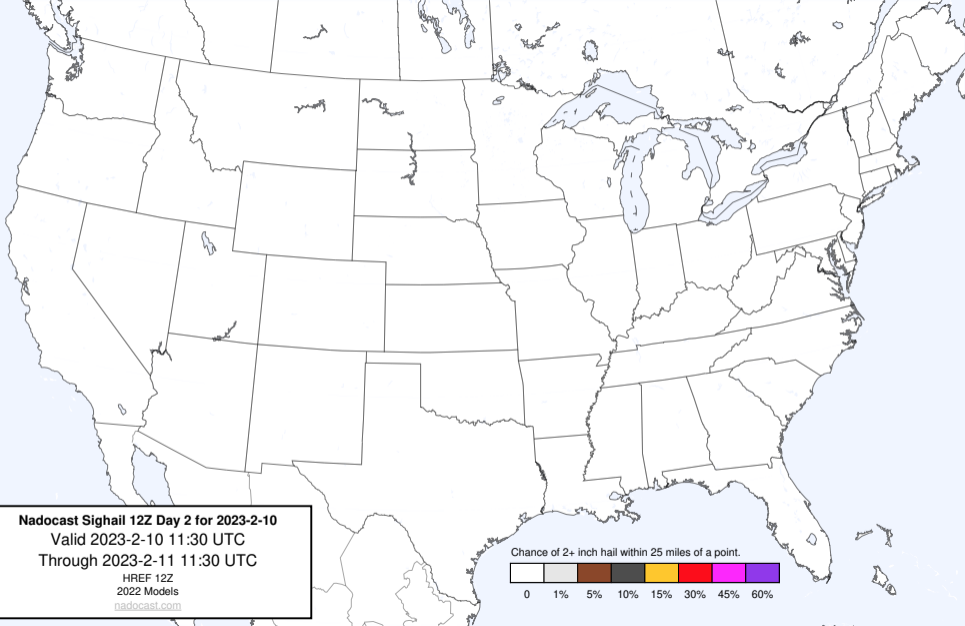 Nadocast Sighail 12Z Day 2 for 2023-2-10
Valid 2023-2-10 11:30 UTC
Through 2023-2-11 11:30 UTC
HREF 12Z
2022 Models
nadocast.com
Chance of 2+ inch hail within 25 miles of a point.
0 1% 5% 10% 15% 30% 45% 60%